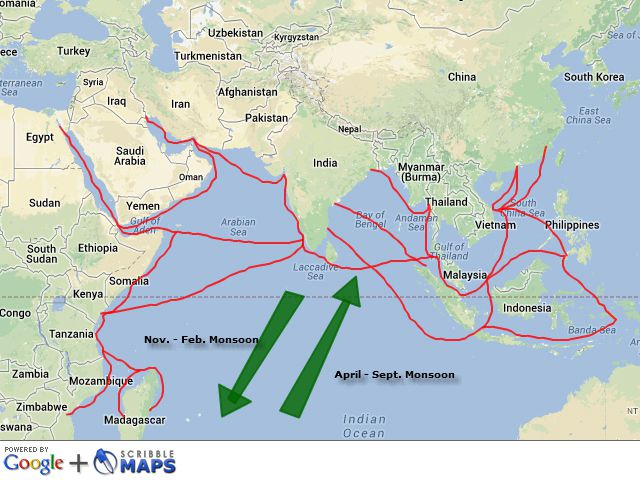 omania
Uzbekistan
Kyrgyzstan
Turkey
Turkmenistan
China
South Korea
Syria
Iraq
Iran
Afghanistan
Pakistan
East
China Sea
Egypt
Saudi
Arabia
Nepal
Oman
India
Myanmar
(Burma)
Sudan
Yemen
Gulf of
Aden
Arabian
Sea
Bay of
Bengal
Andaman
Sea
Thailand
South
China Sea
Vietnam
Philippines
Ethiopia
South
Sudan
Somalia
Gulf of
Thailand
Laccadive
Sea
Malaysia
Kenya
Congo
Indonesia
Banda Sea
Tanzania
Nov. - Feb. Monsoon
April - Sept. Monsoon
Zambia
Mozambique
Zimbabwe
Madagascar
swana
Indian
Ocean
POWERED BY
Google + SCRIBBLE
MAPS